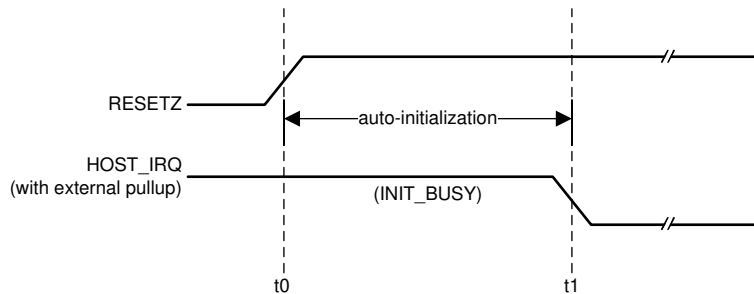 RESETZ
auto-initialization
HOST_IRQ
(with external pullup)
(INIT_BUSY)
t0
t1